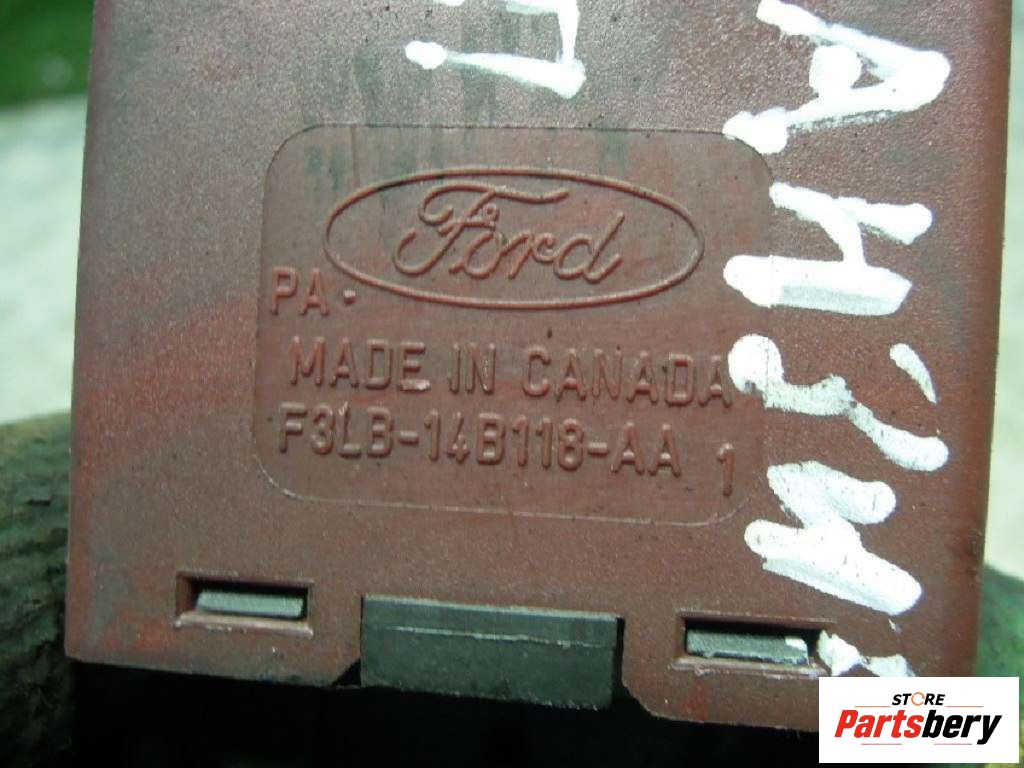 Ford
PA
MADE IN CANADA
F3LB-14B118-AA 1
STORE
Partsbery